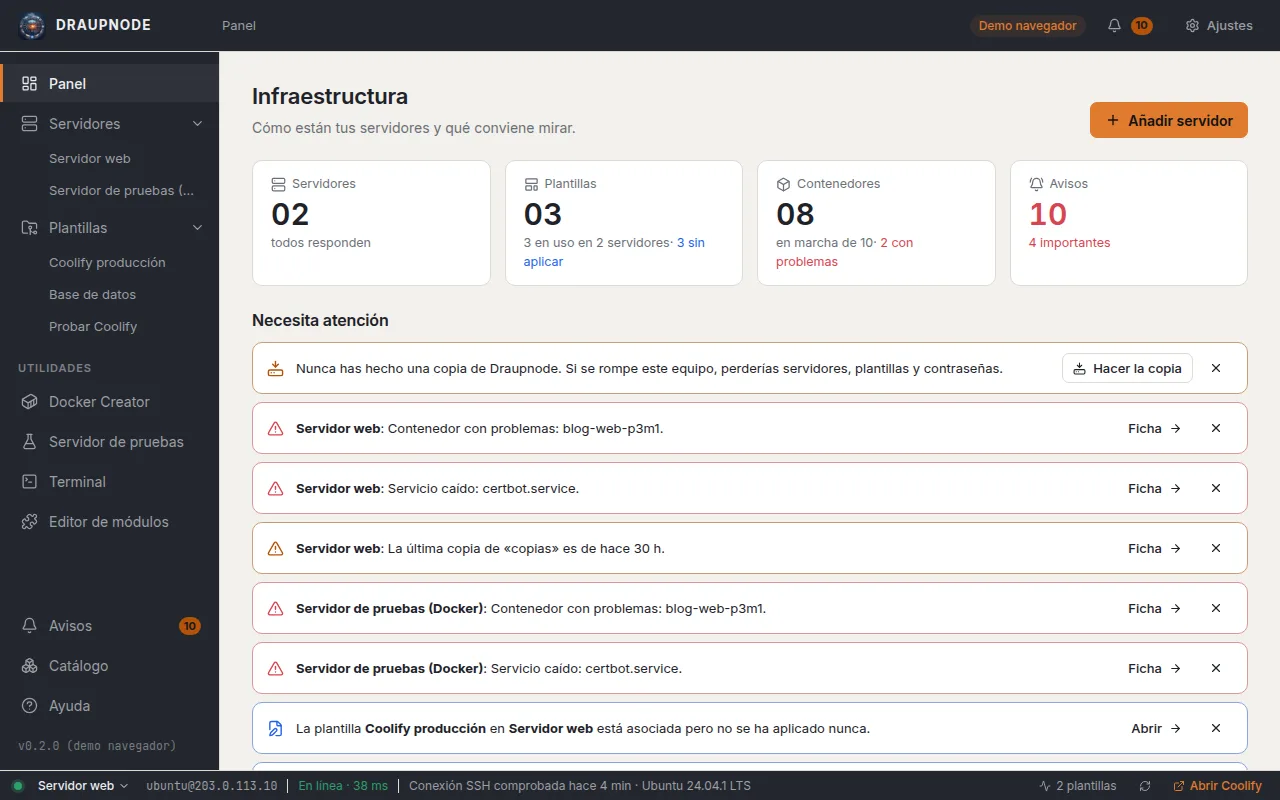 DRAUPNODE
Panel
Demo navegador
10
Ajustes
Panel
Servidores
Servidor web
Servidor de pruebas (...
Plantillas
Coolify producción
Base de datos
Probar Coolify
UTILIDADES
Docker Creator
Servidor de pruebas
Terminal
Editor de módulos
Avisos
10
Catálogo
Ayuda
v0.2.0 (demo navegador)
Infraestructura
Cómo están tus servidores y qué conviene mirar.
+ Añadir servidor
Servidores
02
todos responden
Plantillas
03
3 en uso en 2 servidores· 3 sin
aplicar
Contenedores
08
en marcha de 10· 2 con
problemas
Avisos
10
4 importantes
Necesita atención
Nunca has hecho una copia de Draupnode. Si se rompe este equipo, perderías servidores, plantillas y contraseñas.
Hacer la copia
Servidor web: Contenedor con problemas: blog-web-p3m1.
Ficha →
Servidor web: Servicio caído: certbot.service.
Ficha →
Servidor web: La última copia de «copias» es de hace 30 h.
Ficha →
Servidor de pruebas (Docker): Contenedor con problemas: blog-web-p3m1.
Ficha →
Servidor de pruebas (Docker): Servicio caído: certbot.service.
Ficha →
La plantilla Coolify producción en Servidor web está asociada pero no se ha aplicado nunca.
Abrir →
Servidor web
ubuntu@203.0.113.10
En línea · 38 ms
Conexión SSH comprobada hace 4 min · Ubuntu 24.04.1 LTS
2 plantillas
Abrir Coolify